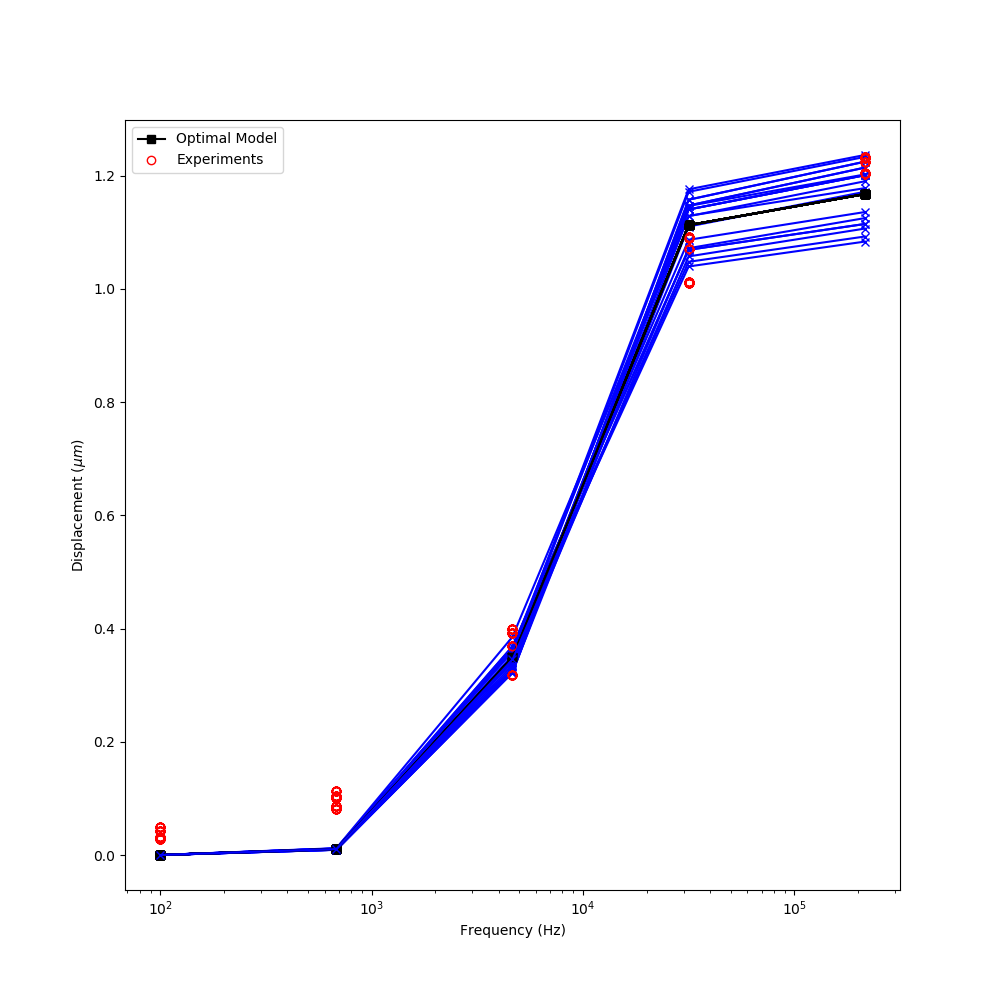 Optimal Model
Experiments
1.2
1.0
0.8
0.6
0.4
0.2
0.0
Displacement (μm)
10²
10³
10⁴
10⁵
Frequency (Hz)